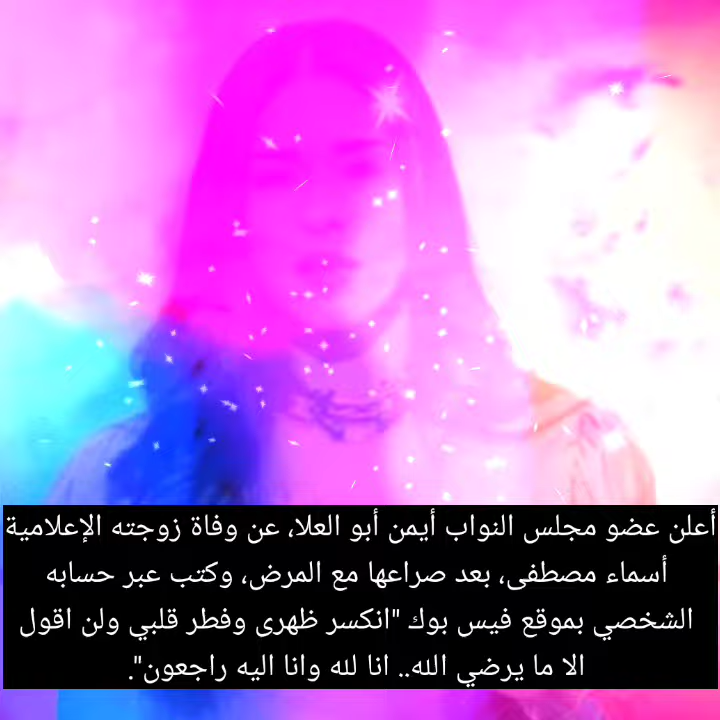 أعلن عضو مجلس النواب أيمن أبو العلا، عن وفاة زوجته الإعلامية
أسماء مصطفى، بعد صراعها مع المرض، وكتب عبر حسابه
الشخصي بموقع فيس بوك "انكسر ظهرى وفطر قلبي ولن اقول
الا ما يرضي الله.. انا لله وانا اليه راجعون".